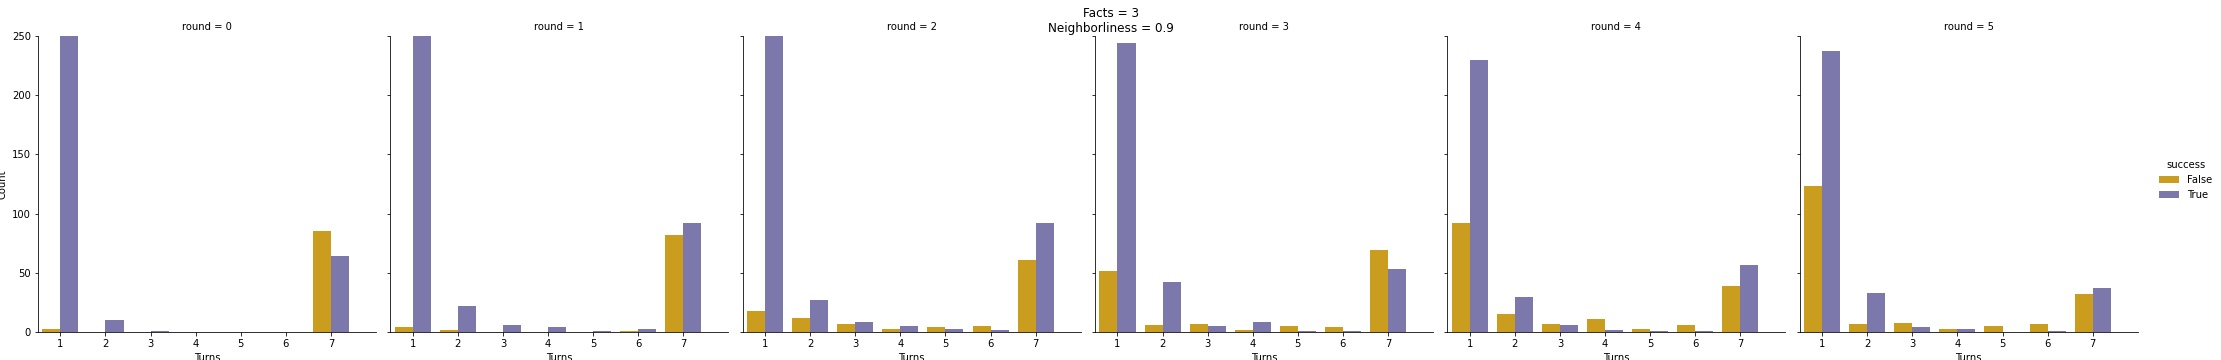 Facts = 3
Neighborliness = 0.9
round = 0
round = 1
round = 2
round = 3
round = 4
round = 5
250
200
150
100
50
0
Count
1 2 3 4 5 6 7
1 2 3 4 5 6 7
1 2 3 4 5 6 7
1 2 3 4 5 6 7
1 2 3 4 5 6 7
1 2 3 4 5 6 7
Turns
Turns
Turns
Turns
Turns
Turns
success
False
True